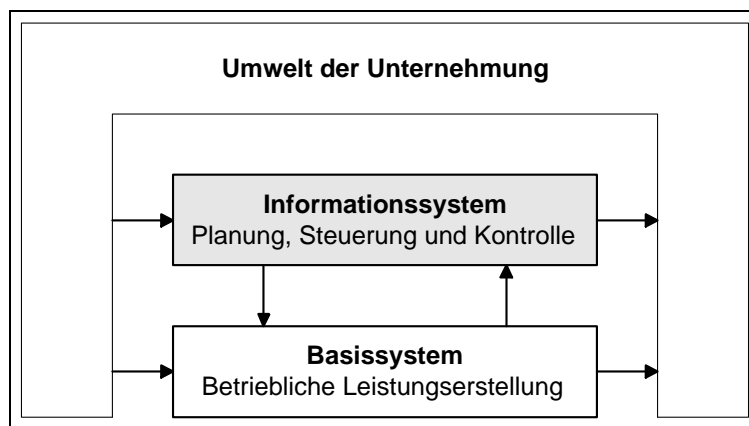 Umwelt der Unternehmung
Informationssystem
Planung, Steuerung und Kontrolle
Basissystem
Betriebliche Leistungserstellung